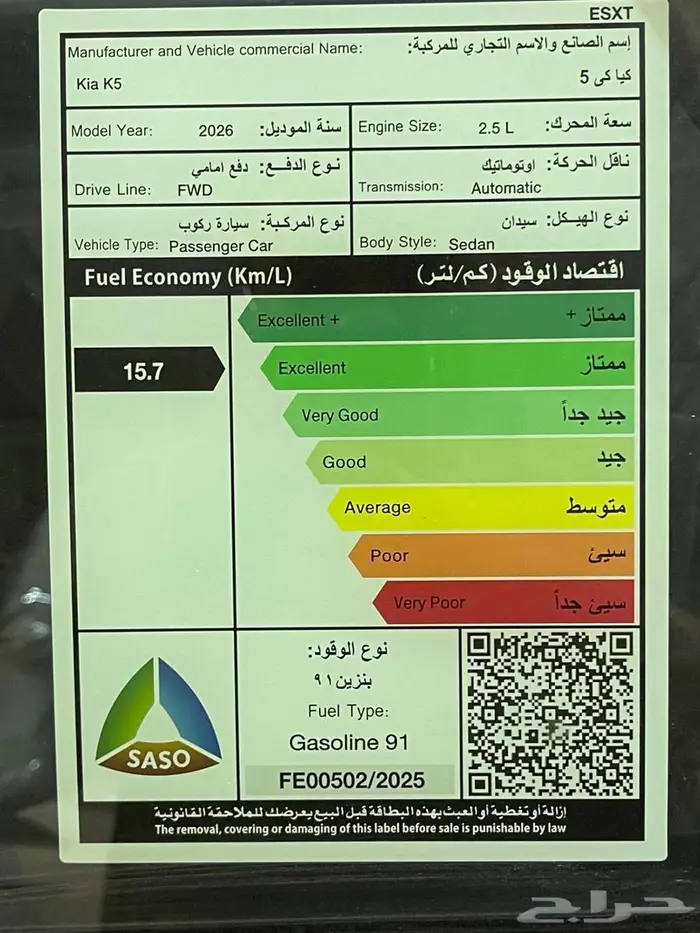 ESXT
Manufacturer and Vehicle commercial Name: إسم الصانع والاسم التجاري للمركبة:
Kia K5 كيا كى 5
Model Year: 2026 سنة الموديل:
Engine Size: 2.5 L سعة المحرك:
نوع الدفع: دفع امامي
Drive Line: FWD
ناقل الحركة: اوتوماتيك
Transmission: Automatic
نوع المركبة: سيارة ركوب
Vehicle Type: Passenger Car
نوع الهيكل: سيدان
Body Style: Sedan
Fuel Economy (Km/L) اقتصاد الوقود (كم/لتر)
Excellent + ممتاز +
15.7
Excellent ممتاز
Very Good جيد جداً
Good جيد
Average متوسط
Poor سيئ
Very Poor سيئ جداً
SASO
نوع الوقود:
بنزين ٩١
Fuel Type:
Gasoline 91
FE00502/2025
إزالة أو تغطية أو العبث بهذه البطاقة قبل البيع يعرضك للملاحقة القانونية
The removal, covering or damaging of this label before sale is punishable by law
حراج